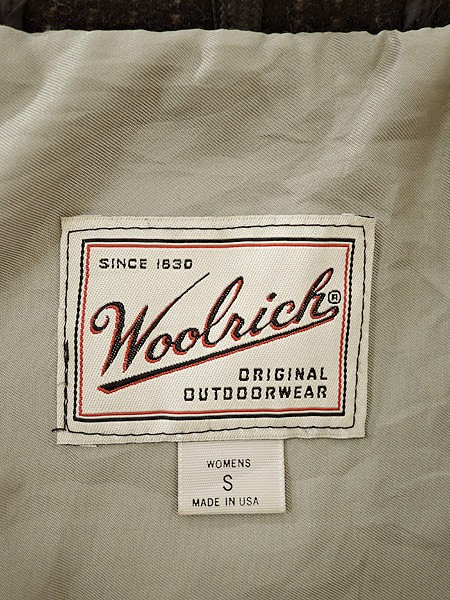 SINCE 1830
Woolrich®
ORIGINAL
OUTDOORWEAR
WOMENS
S
MADE IN USA